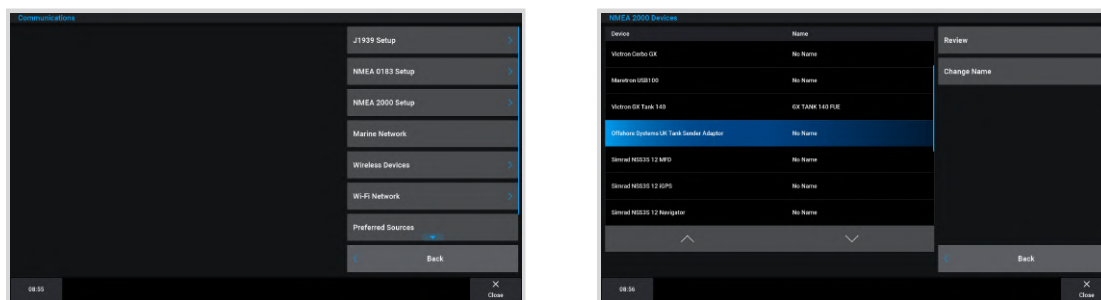 Communications
J1939 Setup
NMEA 0183 Setup
NMEA 2000 Setup
Marine Network
Wireless Devices
Wi-Fi Network
Preferred Sources
Back
08:55
Close
NMEA 2000 Devices
Device Name
Victron Cerbo GX No Name
Maretron USB100 No Name
Victron GX Tank 140 GX TANK 140 FUE
Offshore Systems UK Tank Sender Adaptor No Name
Simrad NSS35 12 MFD No Name
Simrad NSS35 12 iGPS No Name
Simrad NSS35 12 Navigator No Name
Review
Change Name
Back
08:56
Close